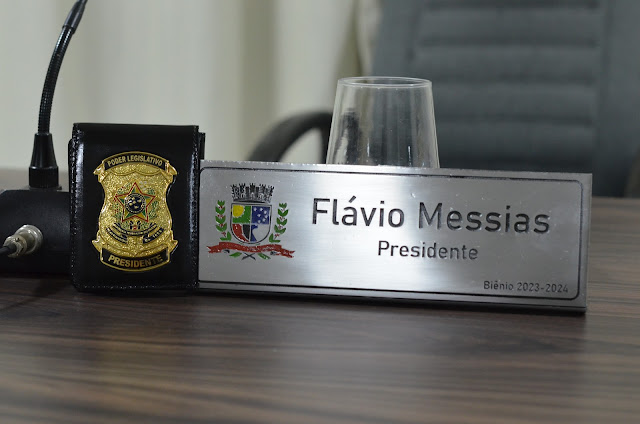 PODER LEGISLATIVO
PRESIDENTE
Flávio Messias
Presidente
Biênio 2023-2024